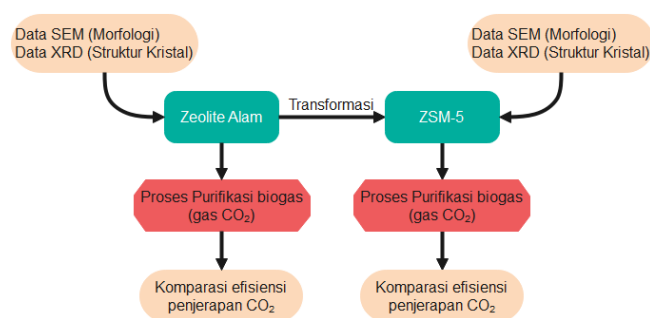 Data SEM (Morfologi)
Data XRD (Struktur Kristal)
Data SEM (Morfologi)
Data XRD (Struktur Kristal)
Zeolite Alam
Transformasi
ZSM-5
Proses Purifikasi biogas
(gas CO₂)
Proses Purifikasi biogas
(gas CO₂)
Komparasi efisiensi
penjerapan CO₂
Komparasi efisiensi
penjerapan CO₂